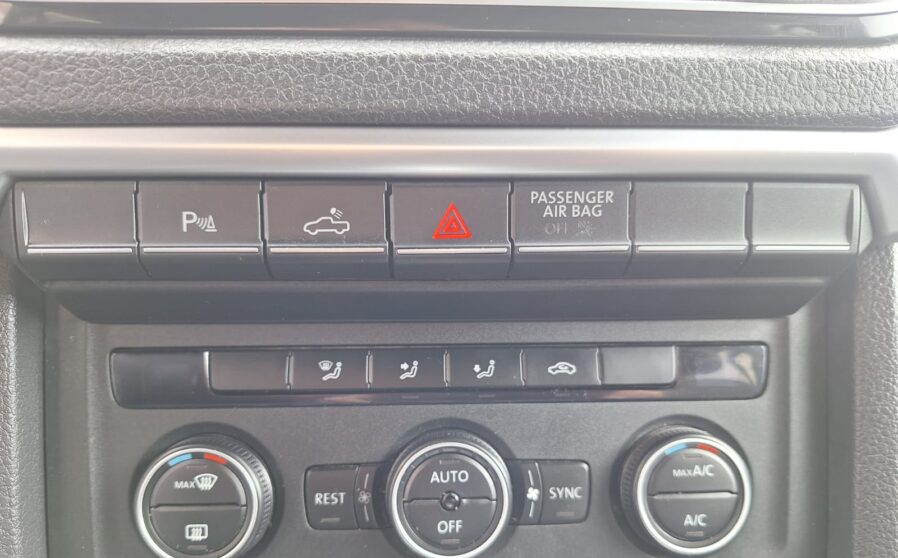 P
PASSENGER
AIR BAG
OFF
MAX
REST
AUTO
OFF
SYNC
MAX A/C
A/C